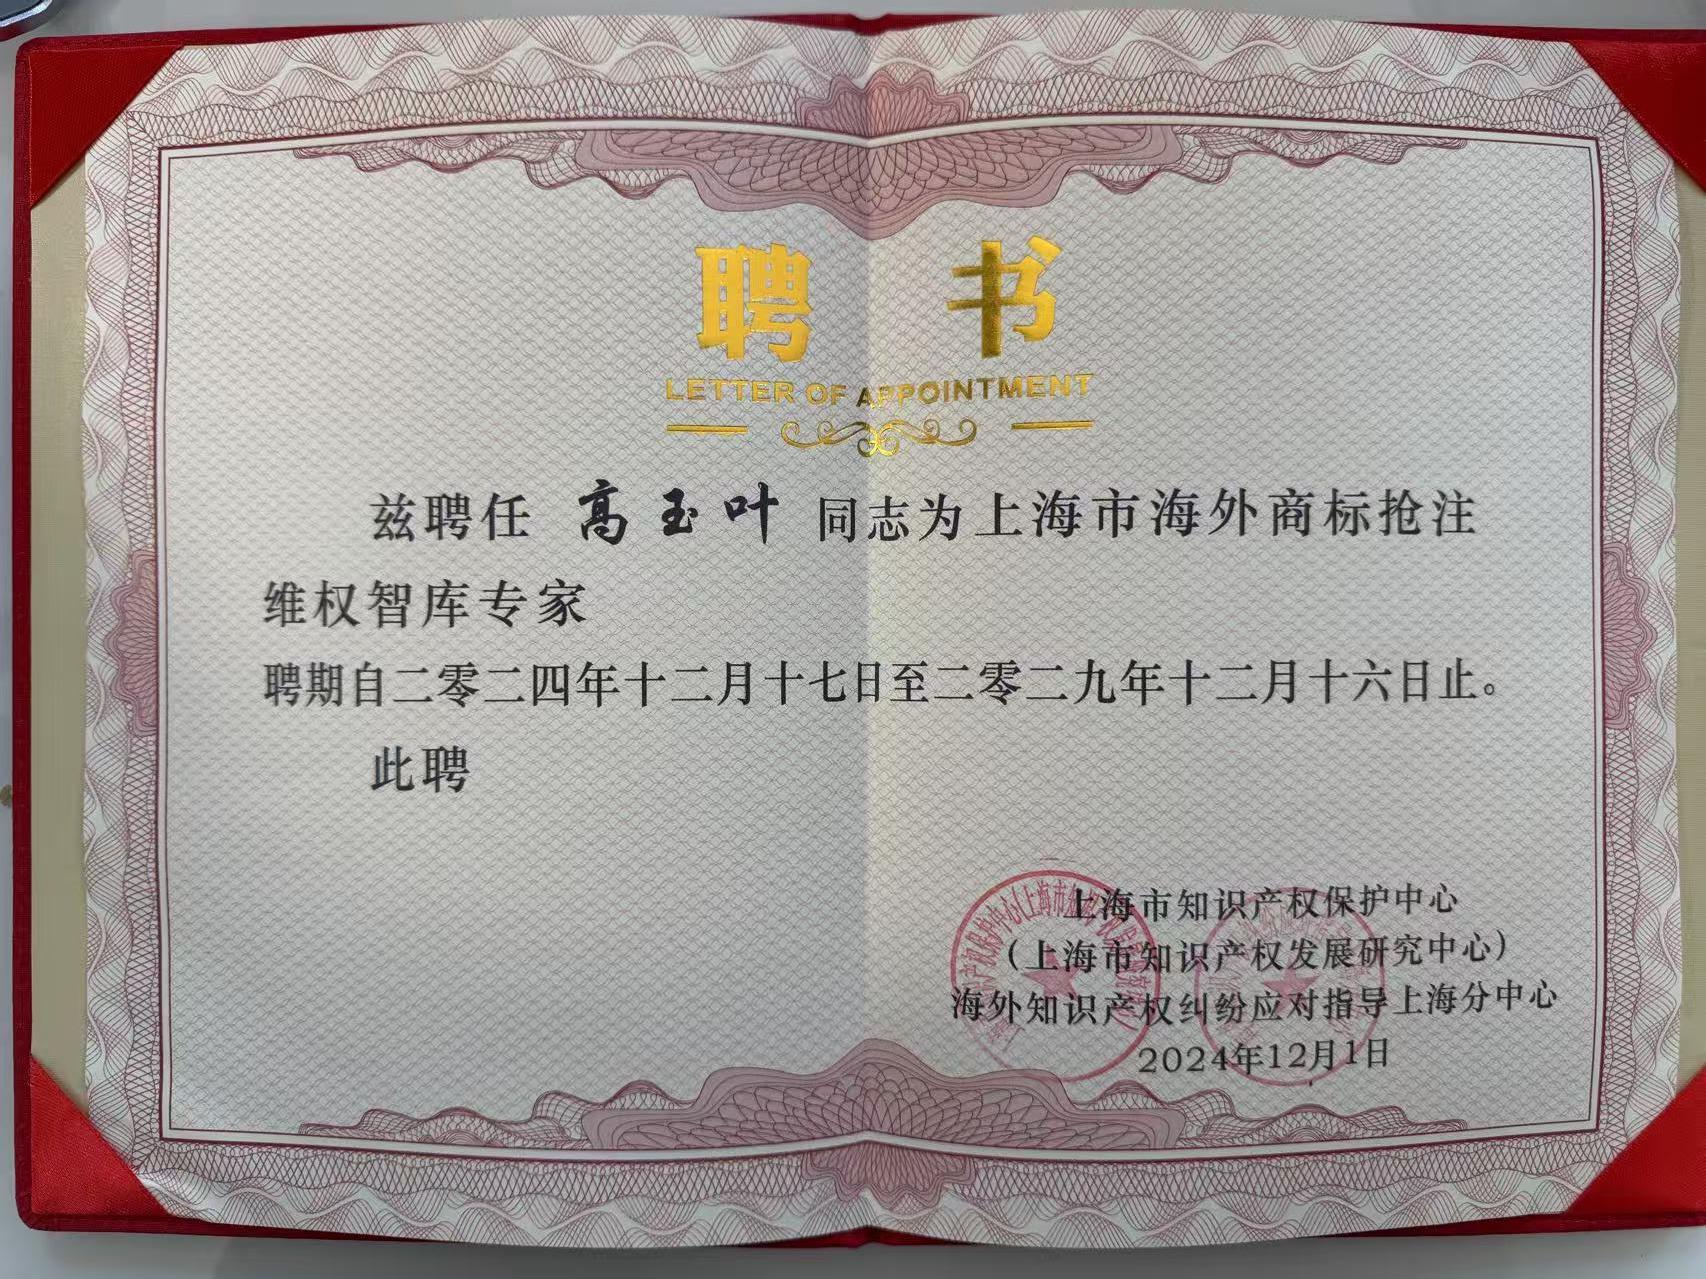 聘书
LETTER OF APPOINTMENT
兹聘任 高玉叶 同志为上海市海外商标抢注
维权智库专家
聘期自二零二四年十二月十七日至二零二九年十二月十六日止。
此聘
上海市知识产权保护中心
（上海市知识产权发展研究中心）
海外知识产权纠纷应对指导上海分中心
2024年12月1日